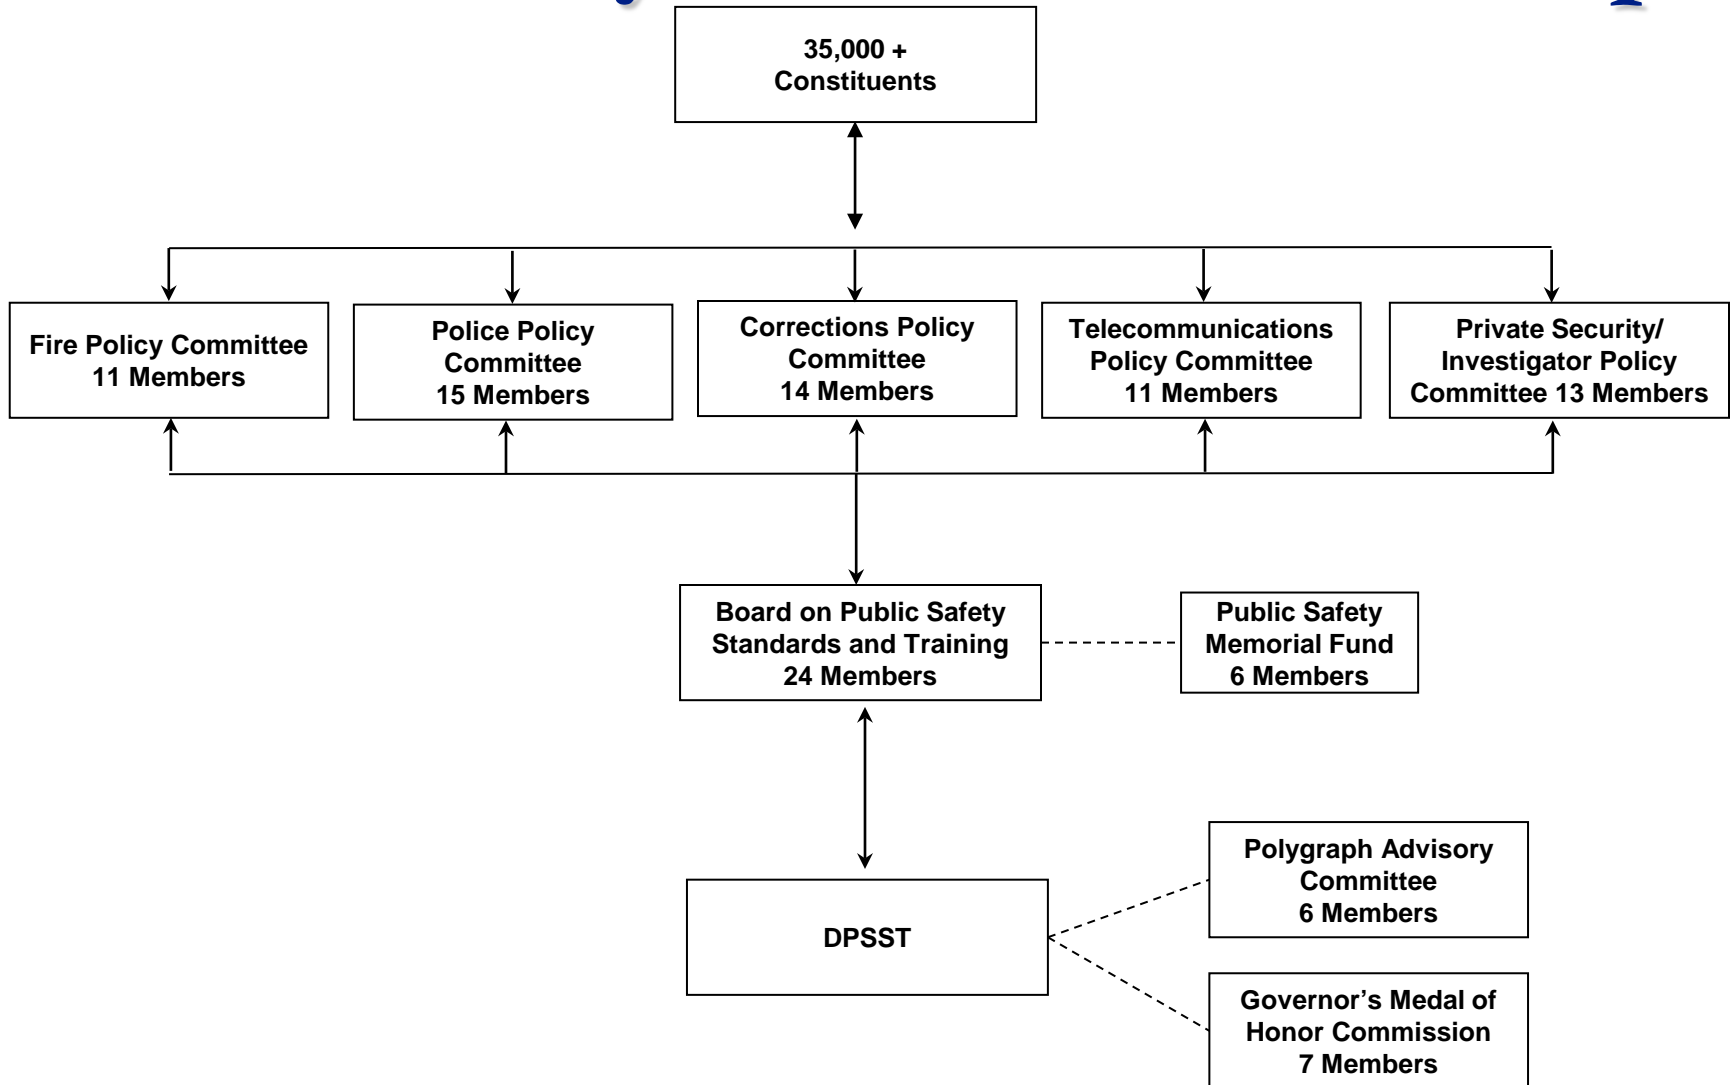 35,000 +
Constituents
Fire Policy Committee
11 Members
Police Policy
Committee
15 Members
Corrections Policy
Committee
14 Members
Telecommunications
Policy Committee
11 Members
Private Security/
Investigator Policy
Committee 13 Members
Board on Public Safety
Standards and Training
24 Members
Public Safety
Memorial Fund
6 Members
Polygraph Advisory
Committee
6 Members
DPSST
Governor’s Medal of
Honor Commission
7 Members